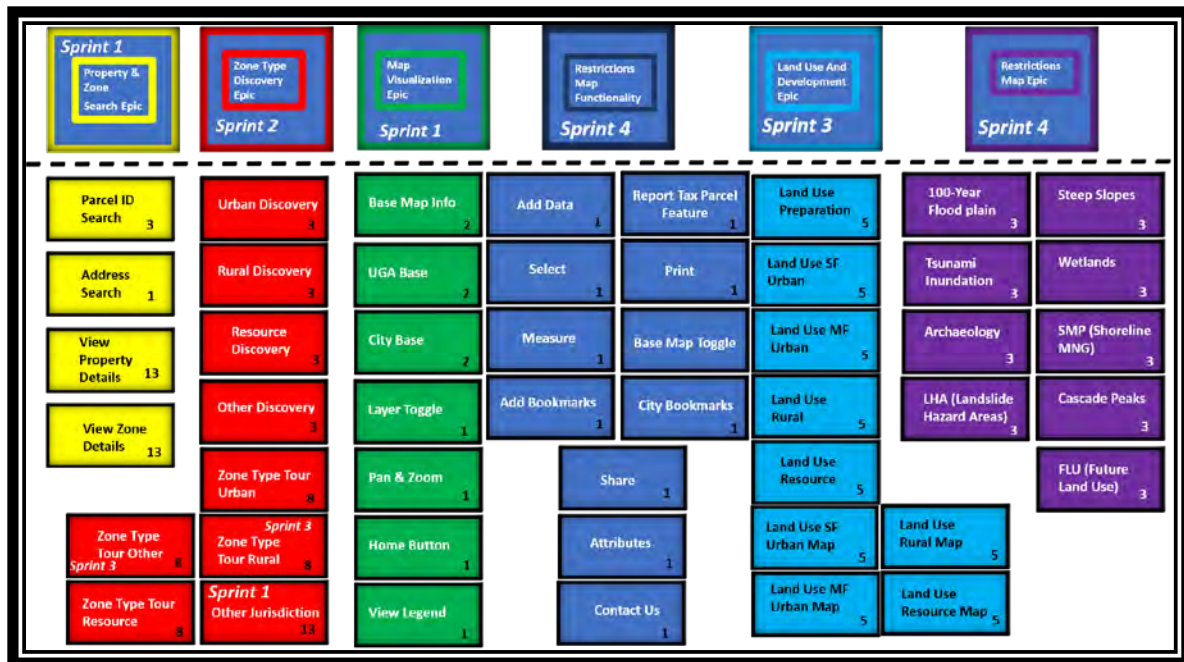 Sprint 1
Property &
Zone
Search Epic
Zone Type
Discovery
Epic
Sprint 2
Map
Visualization
Epic
Sprint 1
Restrictions
Map
Functionality
Sprint 4
Land Use And
Development
Epic
Sprint 3
Restrictions
Map Epic
Sprint 4
Parcel ID
Search
3
Address
Search
1
View
Property
Details
13
View Zone
Details
13
Urban Discovery
3
Rural Discovery
3
Resource
Discovery
3
Other Discovery
3
Zone Type Tour
Urban
8
Zone Type
Tour Other
Sprint 3
8
Sprint 3
Zone Type
Tour Rural
8
Zone Type Tour
Resource
8
Sprint 1
Other Jurisdiction
13
Base Map Info
2
UGA Base
2
City Base
2
Layer Toggle
1
Pan & Zoom
1
Home Button
1
View Legend
1
Add Data
1
Select
1
Measure
1
Add Bookmarks
1
Report Tax Parcel
Feature
1
Print
1
Base Map Toggle
City Bookmarks
1
Share
1
Attributes
1
Contact Us
1
Land Use
Preparation
5
Land Use SF
Urban
5
Land Use MF
Urban
5
Land Use
Rural
5
Land Use
Resource
5
Land Use SF
Urban Map
5
Land Use MF
Urban Map
5
Land Use
Rural Map
5
Land Use
Resource Map
5
100-Year
Flood plain
3
Tsunami
Inundation
3
Archaeology
3
LHA (Landslide
Hazard Areas)
3
Steep Slopes
3
Wetlands
3
SMP (Shoreline
MNG)
3
Cascade Peaks
3
FLU (Future
Land Use)
3